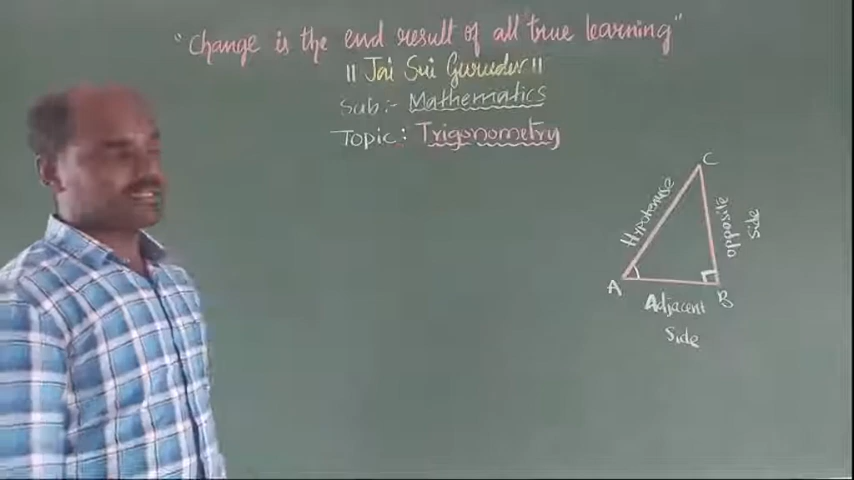 "Change is the end result of all true learning"
|| Jai Sui Gurudev ||
Sub:- Mathematics
Topic: Trigonometry
C
Hypotenuse
opposite
side
A
B
Adjacent
Side